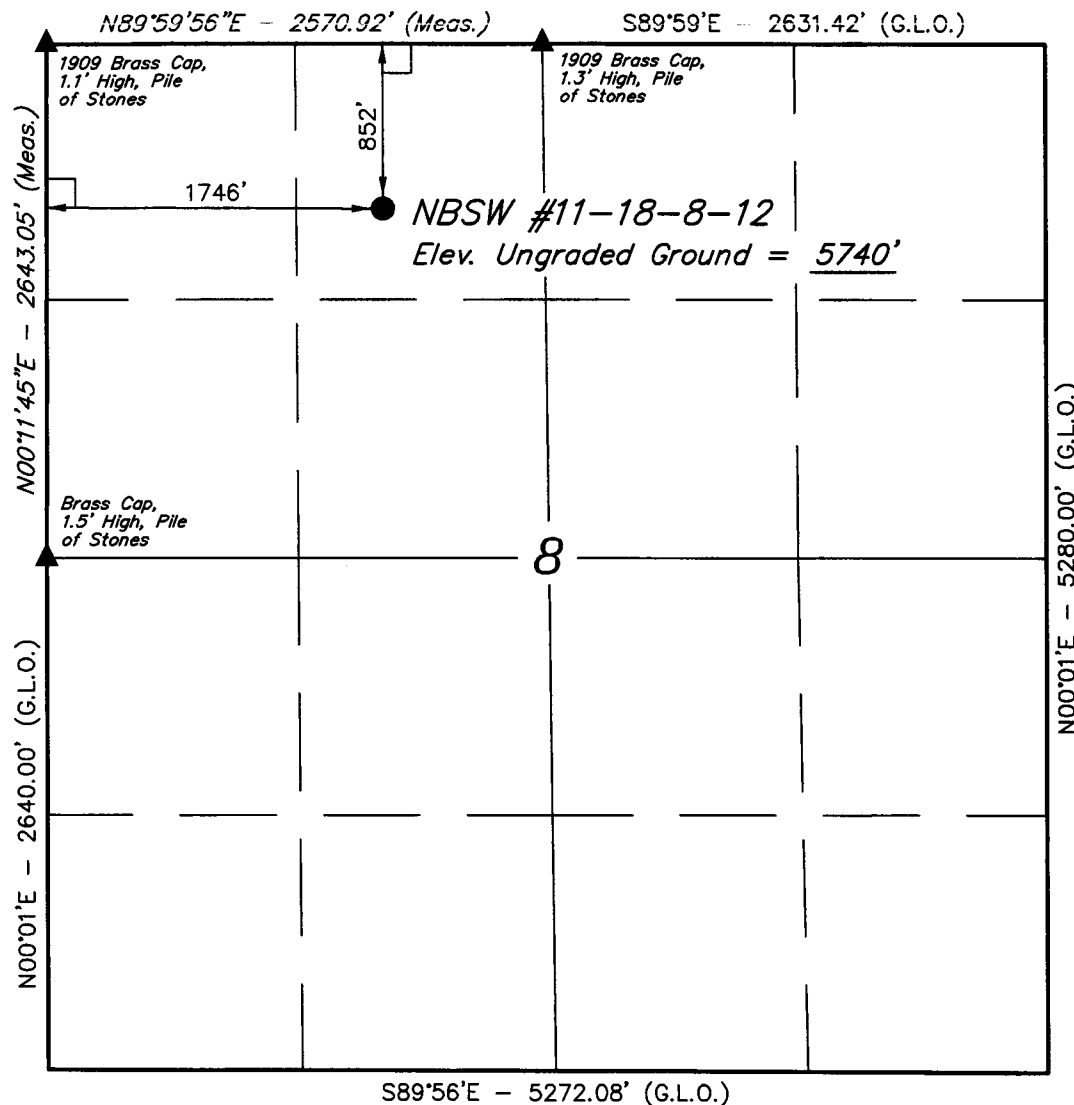 N89°59'56"E - 2570.92' (Meas.)
S89°59'E - 2631.42' (G.L.O.)
1909 Brass Cap,
1.1' High, Pile
of Stones
1909 Brass Cap,
1.3' High, Pile
of Stones
852'
1746'
NBSW #11-18-8-12
Elev. Ungraded Ground = 5740'
N00°11'45"E - 2643.05' (Meas.)
Brass Cap,
1.5' High, Pile
of Stones
8
N00°01'E - 5280.00' (G.L.O.)
N00°01'E - 2640.00' (G.L.O.)
S89°56'E - 5272.08' (G.L.O.)